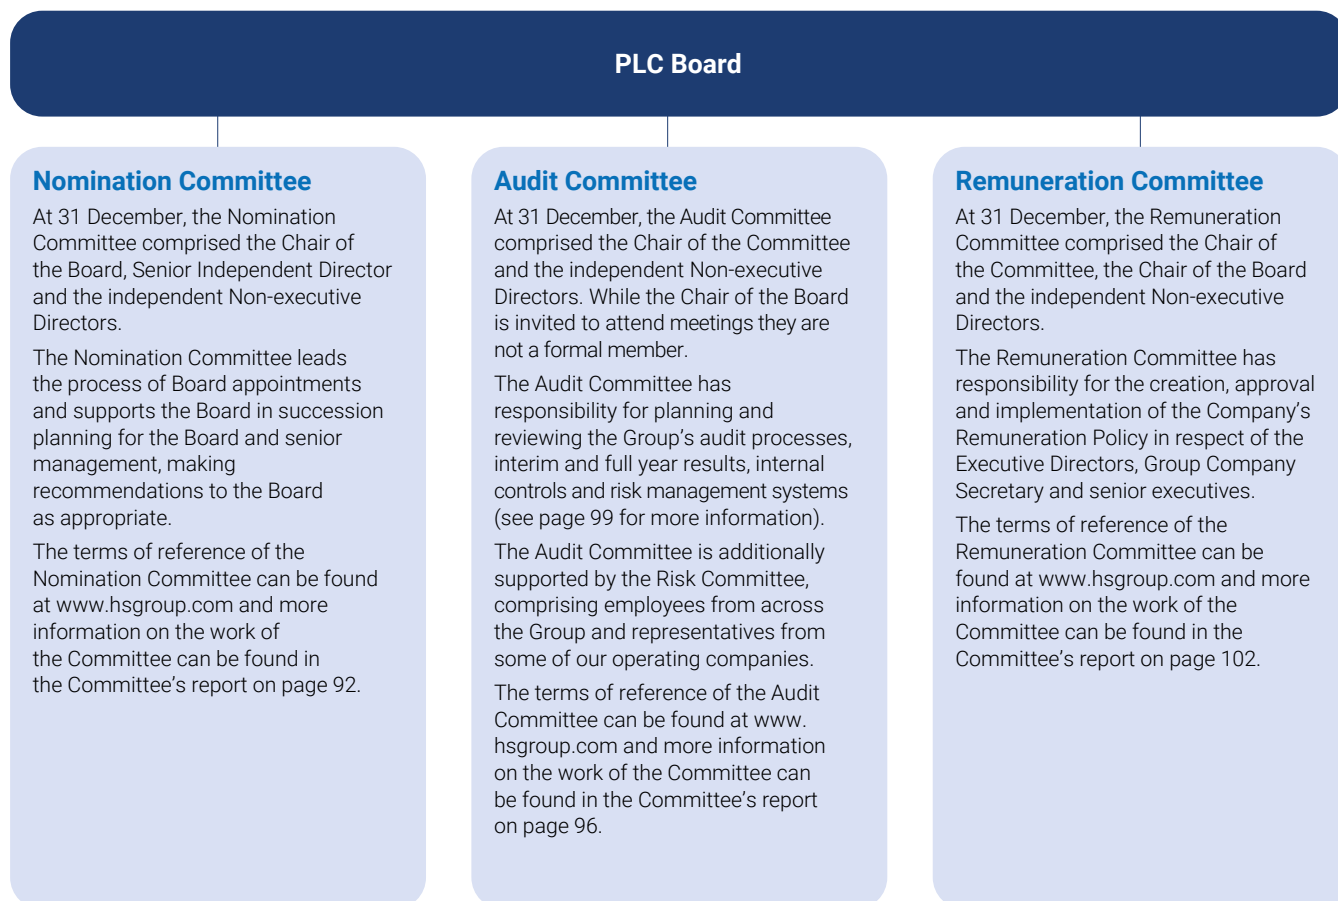 PLC Board
Nomination Committee
At 31 December, the Nomination
Committee comprised the Chair of
the Board, Senior Independent Director
and the independent Non-executive
Directors.
The Nomination Committee leads
the process of Board appointments
and supports the Board in succession
planning for the Board and senior
management, making
recommendations to the Board
as appropriate.
The terms of reference of the
Nomination Committee can be found
at www.hsgroup.com and more
information on the work of
the Committee can be found in
the Committee's report on page 92.
Audit Committee
At 31 December, the Audit Committee
comprised the Chair of the Committee
and the independent Non-executive
Directors. While the Chair of the Board
is invited to attend meetings they are
not a formal member.
The Audit Committee has
responsibility for planning and
reviewing the Group's audit processes,
interim and full year results, internal
controls and risk management systems
(see page 99 for more information).
The Audit Committee is additionally
supported by the Risk Committee,
comprising employees from across
the Group and representatives from
some of our operating companies.
The terms of reference of the Audit
Committee can be found at www.
hsgroup.com and more information
on the work of the Committee can
be found in the Committee's report
on page 96.
Remuneration Committee
At 31 December, the Remuneration
Committee comprised the Chair of
the Committee, the Chair of the Board
and the independent Non-executive
Directors.
The Remuneration Committee has
responsibility for the creation, approval
and implementation of the Company's
Remuneration Policy in respect of the
Executive Directors, Group Company
Secretary and senior executives.
The terms of reference of the
Remuneration Committee can be
found at www.hsgroup.com and more
information on the work of the
Committee can be found in the
Committee's report on page 102.